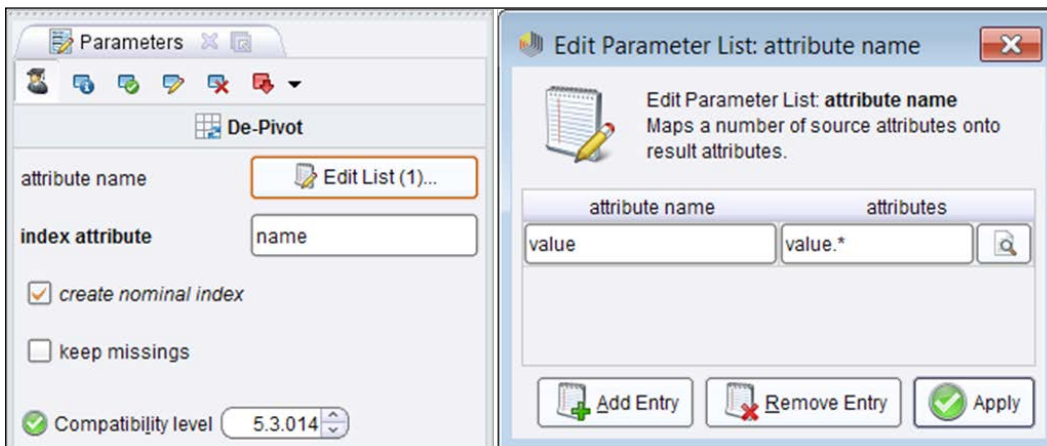 Parameters
De-Pivot
attribute name
Edit List (1)...
index attribute
name
create nominal index
keep missings
Compatibility level
5.3.014
Edit Parameter List: attribute name
Edit Parameter List: attribute name
Maps a number of source attributes onto
result attributes.
attribute name
attributes
value
value.*
Add Entry
Remove Entry
Apply